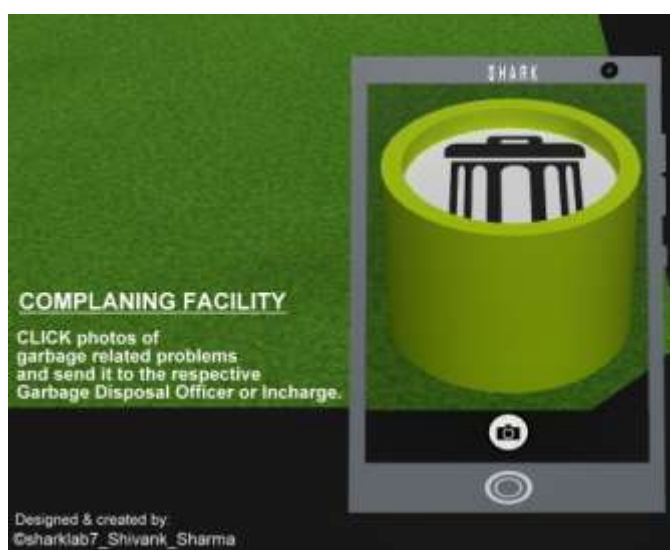 SHARK
COMPLANING FACILITY
CLICK photos of
garbage related problems
and send it to the respective
Garbage Disposal Officer or Incharge.
Designed & created by:
©sharklab7_Shivank_Sharma